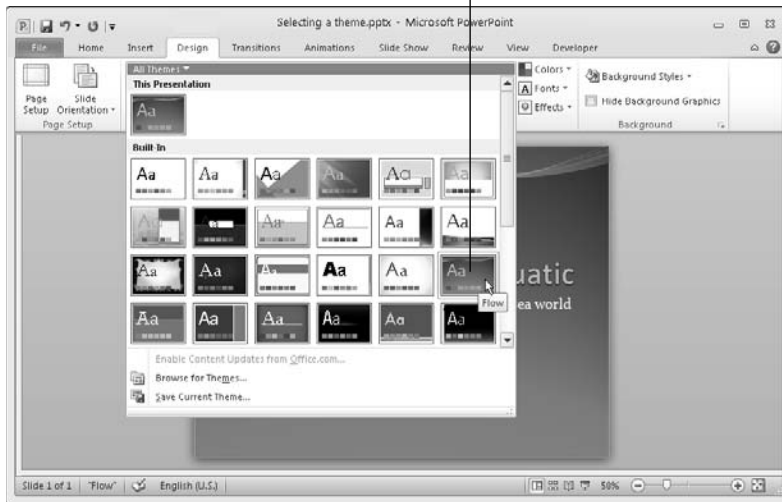 Selecting a theme.pptx - Microsoft PowerPoint
File Home Insert Design Transitions Animations Slide Show Review View Developer
Page Setup
Slide Orientation
Page Setup
All Themes
This Presentation
Aa
Built-In
Aa Aa Aa Aa Aa Aa
Aa Aa Aa Aa Aa Aa
Aa Aa Aa Aa Aa Aa
Flow
Aa Aa Aa Aa Aa Aa
Enable Content Updates from Office.com...
Browse for Themes...
Save Current Theme...
Colors
Fonts
Effects
Background Styles
Hide Background Graphics
Background
uatic
ea world
Slide 1 of 1 "Flow" English (U.S.) 50%